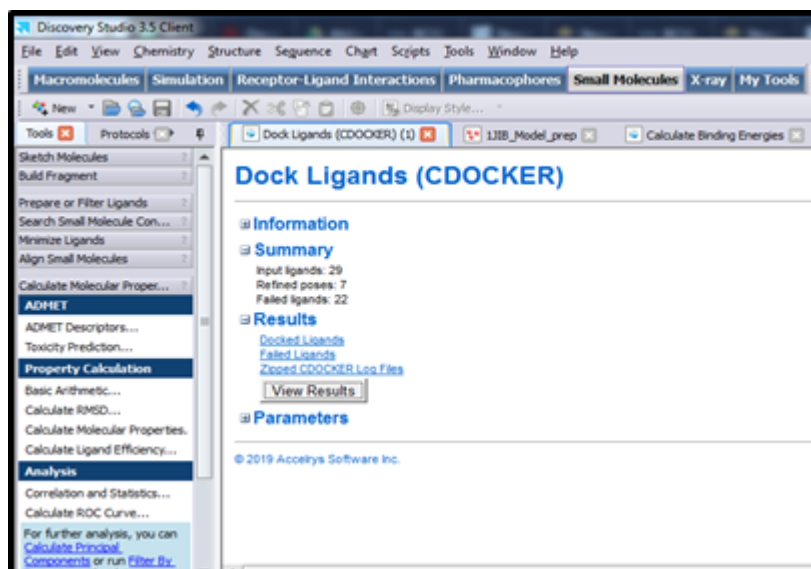 Discovery Studio 3.5 Client
File Edit View Chemistry Structure Sequence Chart Scripts Tools Window Help
Macromolecules Simulation Receptor-Ligand Interactions Pharmacophores Small Molecules X-ray My Tools
New Display Style...
Tools Protocols Dock Ligands (CDOCKER) (1) 1JIB_Model_prep Calculate Binding Energies
Sketch Molecules ?
Build Fragment ?
Prepare or Filter Ligands ?
Search Small Molecule Con... ?
Minimize Ligands ?
Align Small Molecules ?
Calculate Molecular Proper... ?
ADMET
ADMET Descriptors...
Toxicity Prediction...
Property Calculation
Basic Arithmetic...
Calculate RMSD...
Calculate Molecular Properties.
Calculate Ligand Efficiency...
Analysis
Correlation and Statistics...
Calculate ROC Curve...
For further analysis, you can
Calculate Principal
Components or run Filter By
Dock Ligands (CDOCKER)
Information
Summary
Input ligands: 29
Refined poses: 7
Failed ligands: 22
Results
Docked Ligands
Failed Ligands
Zipped CDOCKER Log Files
View Results
Parameters
© 2019 Accelrys Software Inc.